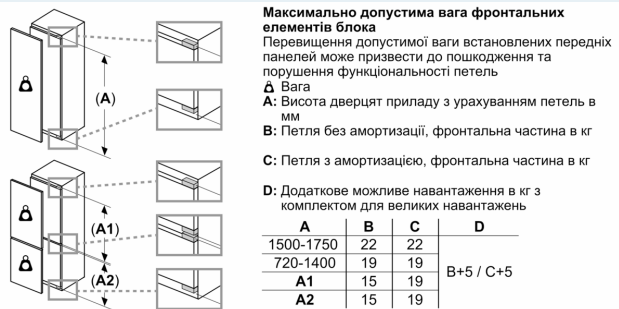 (A)
(A1)
(A2)
Максимально допустима вага фронтальних
елементів блока
Перевищення допустимої ваги встановлених передніх
панелей може призвести до пошкодження та
порушення функціональності петель
Вага
A: Висота дверцят приладу з урахуванням петель в
мм
B: Петля без амортизації, фронтальна частина в кг
C: Петля з амортизацією, фронтальна частина в кг
D: Додаткове можливе навантаження в кг з
комплектом для великих навантажень
A B C D
1500-1750 22 22
720-1400 19 19
B+5 / C+5
A1 15 19
A2 15 19